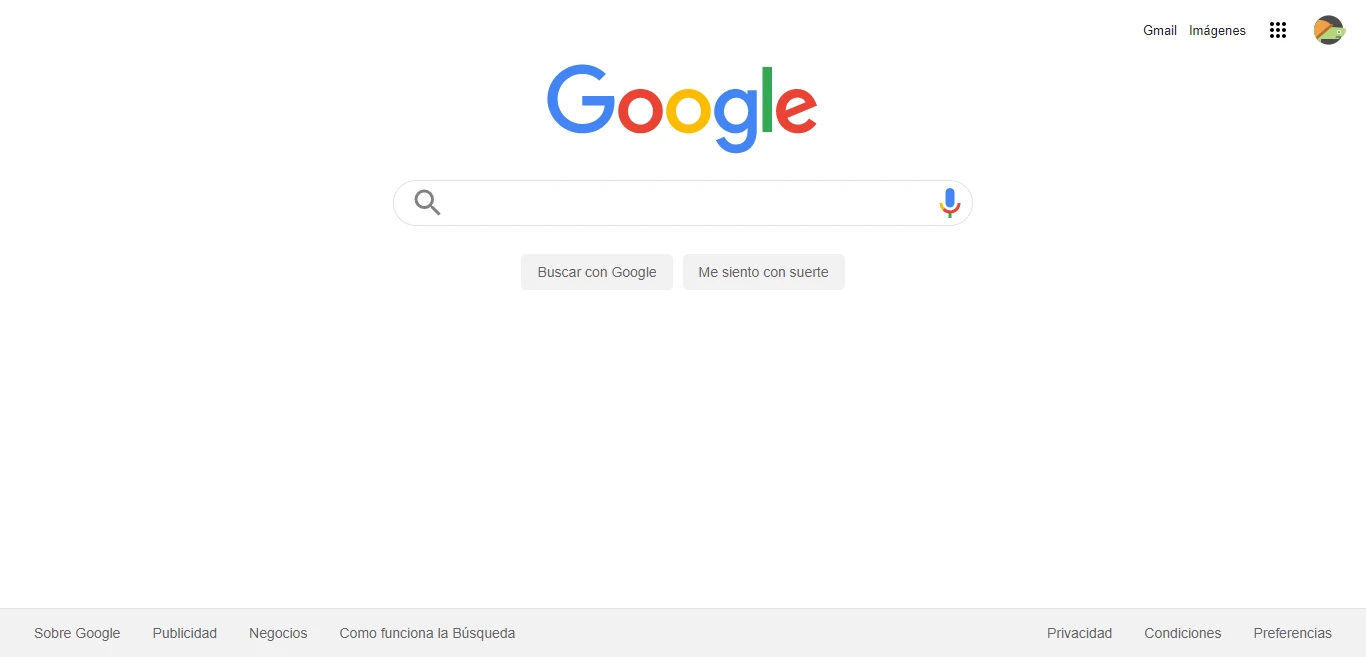 Gmail Imágenes
Google
Buscar con Google Me siento con suerte
Sobre Google Publicidad Negocios Como funciona la Búsqueda Privacidad Condiciones Preferencias